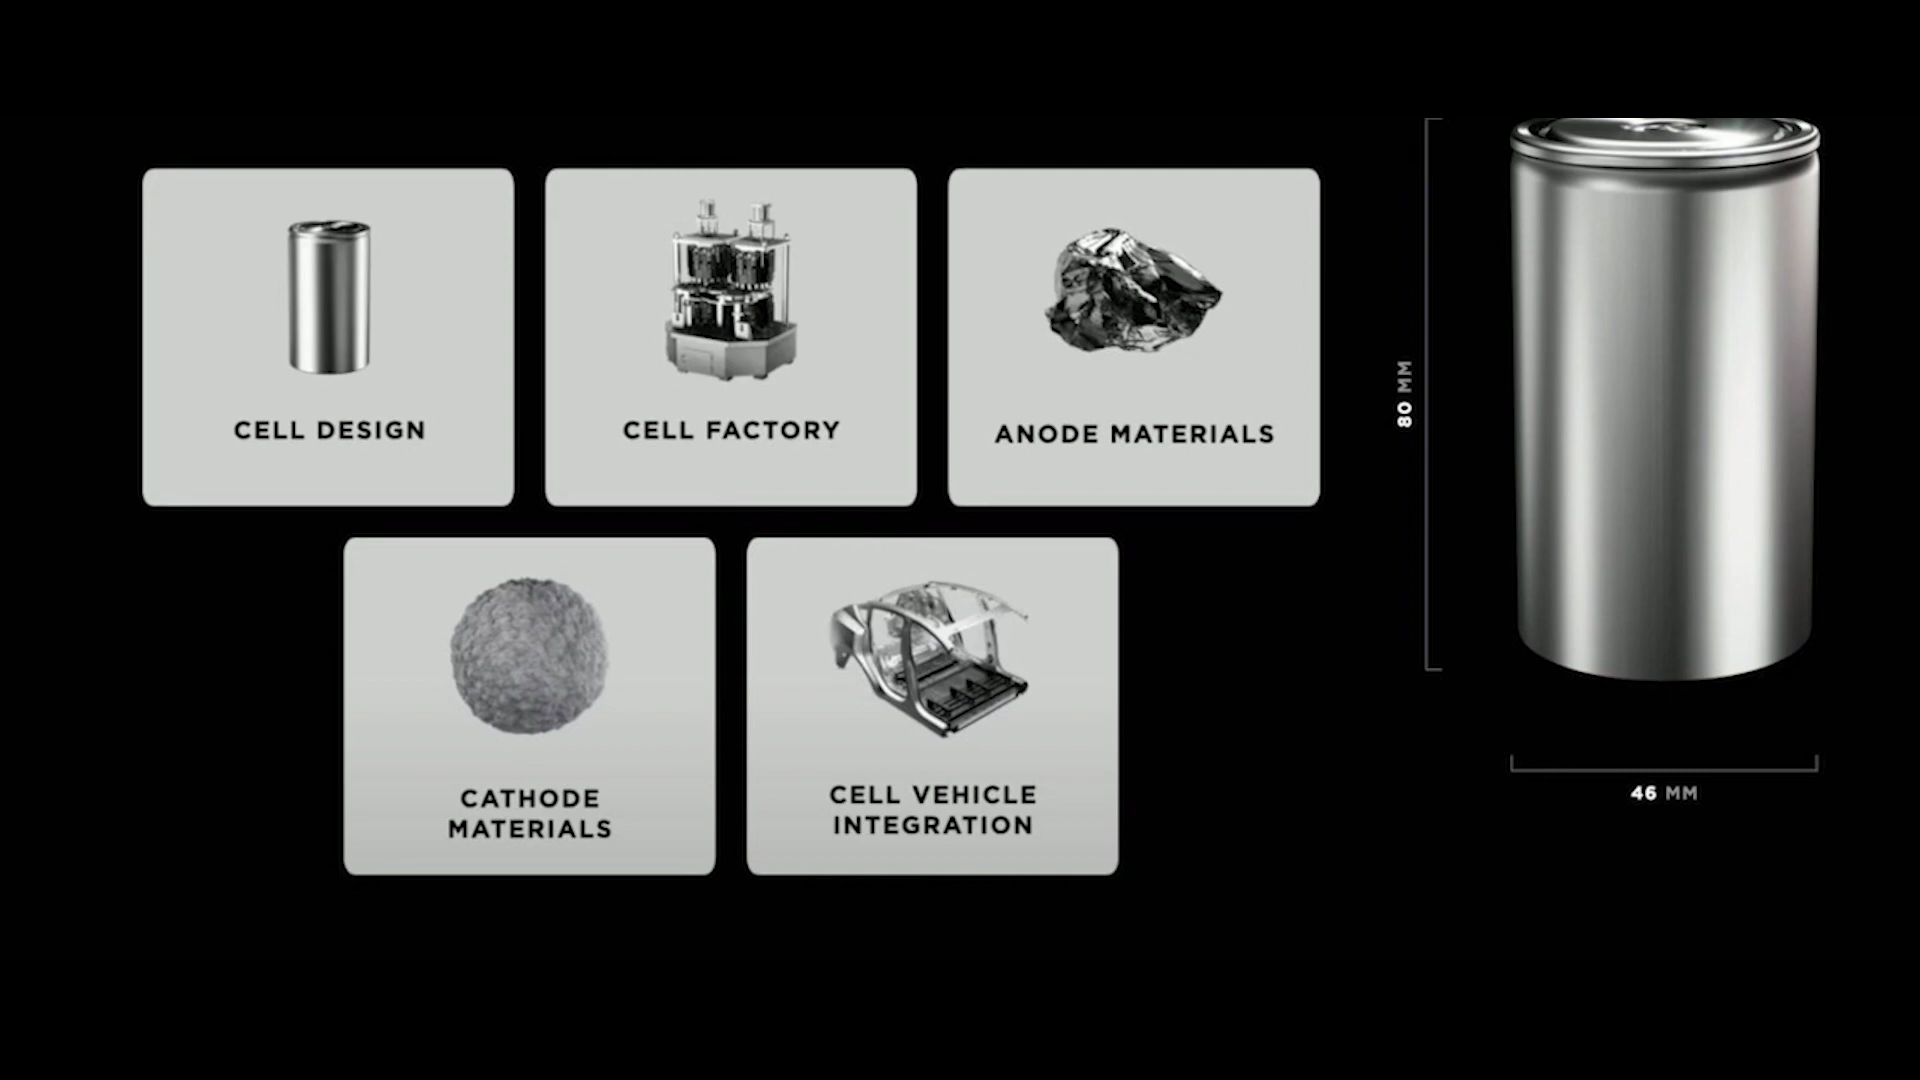 CELL DESIGN
CELL FACTORY
ANODE MATERIALS
CATHODE
MATERIALS
CELL VEHICLE
INTEGRATION
80 MM
46 MM